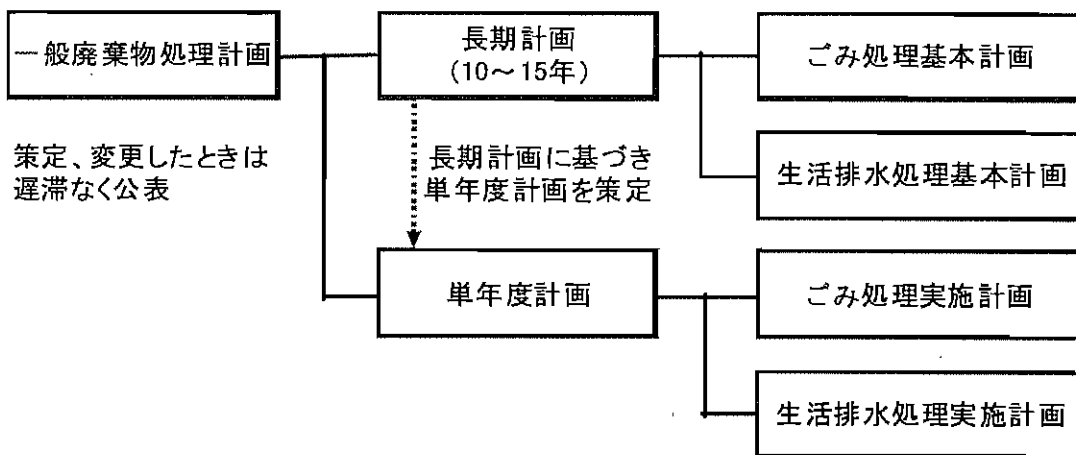 一般廃棄物処理計画
長期計画
(10～15年)
ごみ処理基本計画
策定、変更したときは
遅滞なく公表
長期計画に基づき
単年度計画を策定
生活排水処理基本計画
単年度計画
ごみ処理実施計画
生活排水処理実施計画